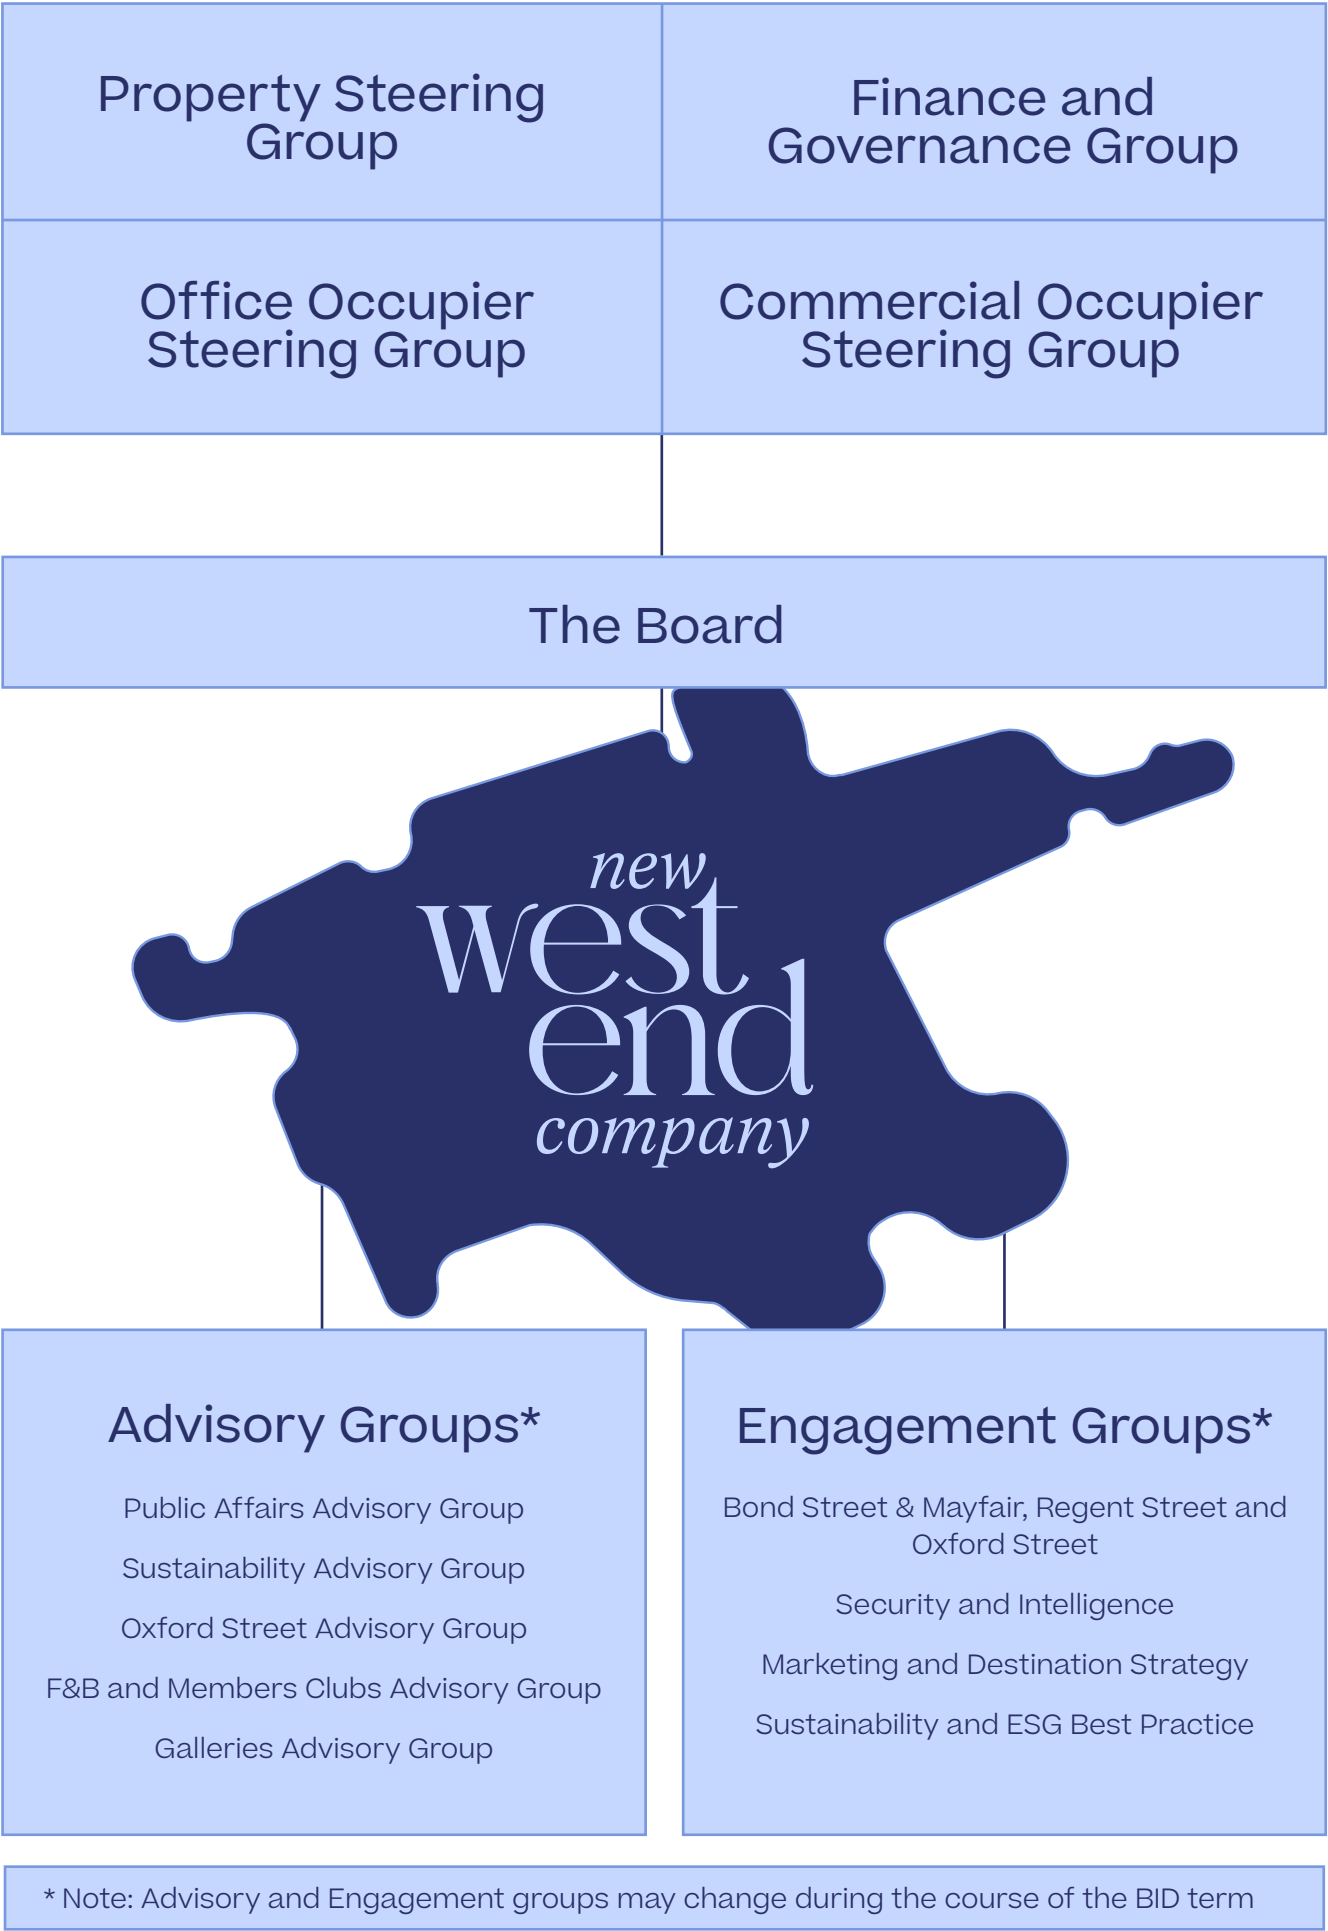 Property Steering
Group
Finance and
Governance Group
Office Occupier
Steering Group
Commercial Occupier
Steering Group
The Board
new
west
end
company
Advisory Groups*
Public Affairs Advisory Group
Sustainability Advisory Group
Oxford Street Advisory Group
F&B and Members Clubs Advisory Group
Galleries Advisory Group
Engagement Groups*
Bond Street & Mayfair, Regent Street and
Oxford Street
Security and Intelligence
Marketing and Destination Strategy
Sustainability and ESG Best Practice
* Note: Advisory and Engagement groups may change during the course of the BID term